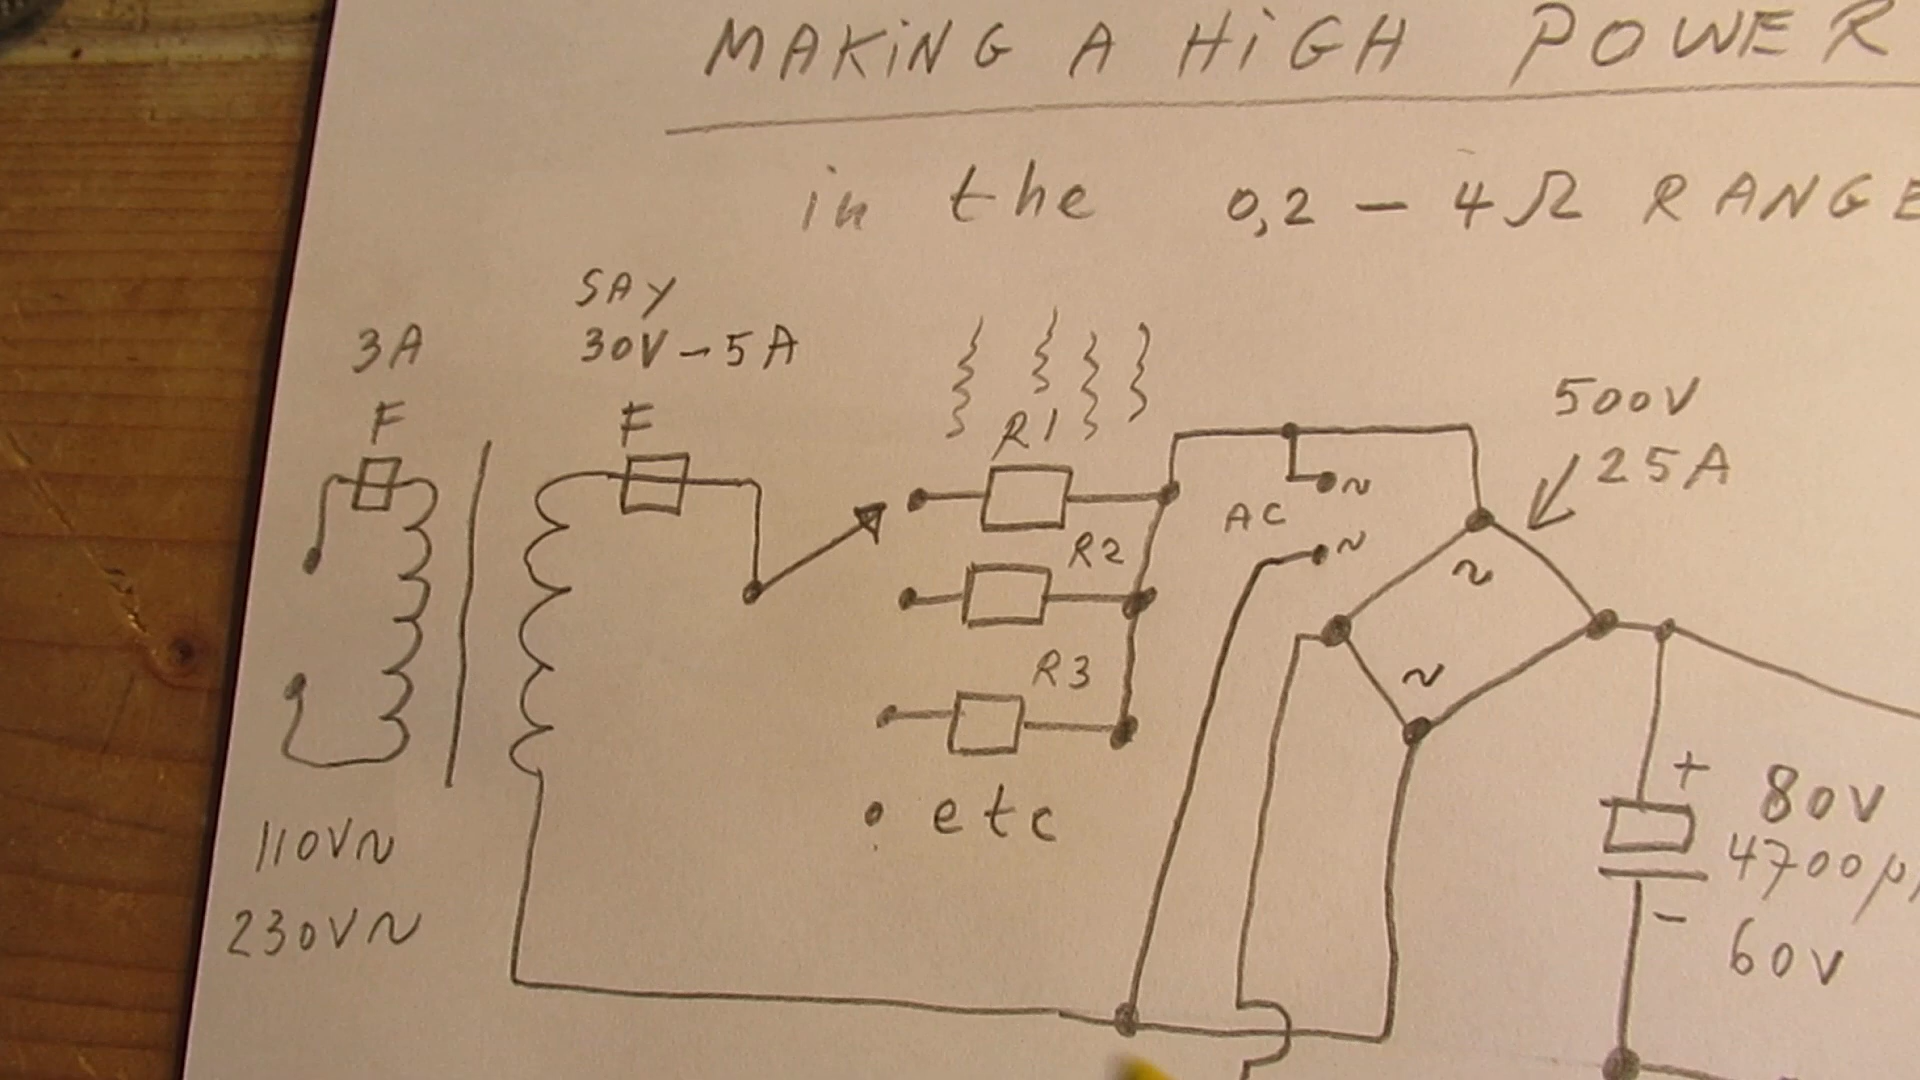 MAKING A HIGH POWER
in the 0,2 – 4Ω RANGE
SAY
30V – 5A
3A
F
F
R1
R2
R3
• etc
AC
~
~
500V
25A
~
~
110V~
230V~
+
80V
4700µ
–
60V